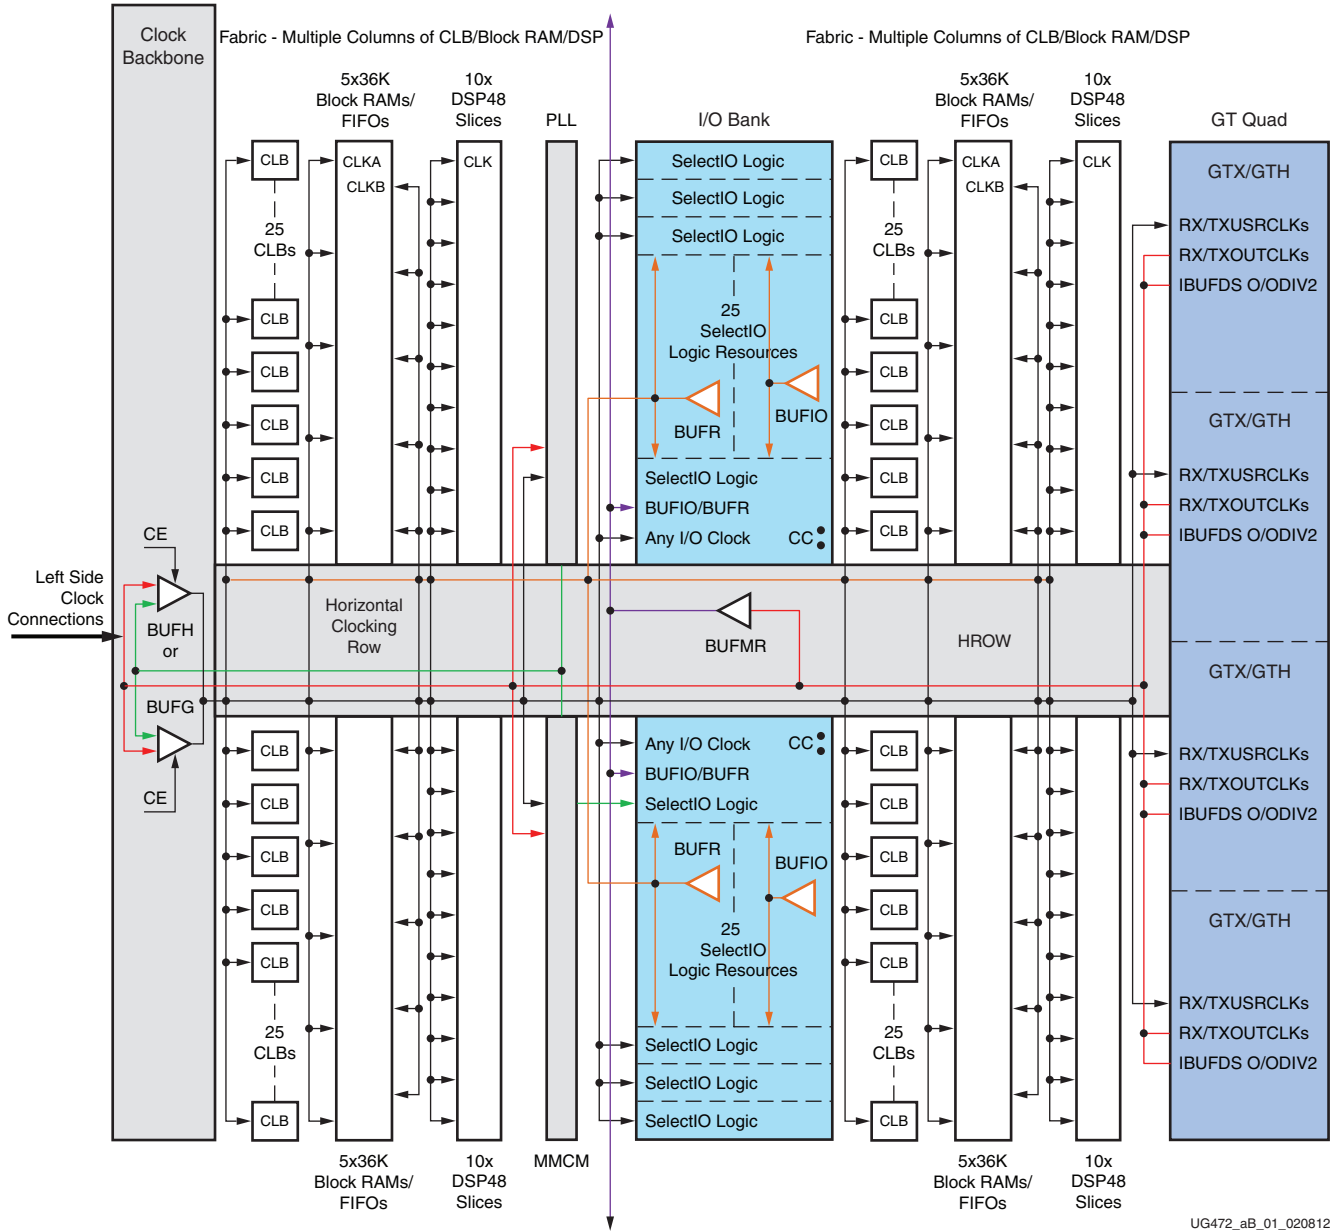 Clock
Backbone
Fabric - Multiple Columns of CLB/Block RAM/DSP
Fabric - Multiple Columns of CLB/Block RAM/DSP
5x36K
Block RAMs/
FIFOs
10x
DSP48
Slices
PLL
I/O Bank
5x36K
Block RAMs/
FIFOs
10x
DSP48
Slices
GT Quad
CLB
25
CLBs
CLB
CLB
CLB
CLB
CLB
CLKA
CLKB
CLK
SelectIO Logic
SelectIO Logic
SelectIO Logic
25
SelectIO
Logic Resources
BUFR
BUFIO
SelectIO Logic
BUFIO/BUFR
Any I/O Clock
CC
CLB
25
CLBs
CLB
CLB
CLB
CLB
CLB
CLKA
CLKB
CLK
GTX/GTH
RX/TXUSRCLKs
RX/TXOUTCLKs
IBUFDS O/ODIV2
GTX/GTH
RX/TXUSRCLKs
RX/TXOUTCLKs
IBUFDS O/ODIV2
CE
Left Side
Clock
Connections
BUFH
or
BUFG
CE
Horizontal
Clocking
Row
BUFMR
HROW
GTX/GTH
RX/TXUSRCLKs
RX/TXOUTCLKs
IBUFDS O/ODIV2
GTX/GTH
RX/TXUSRCLKs
RX/TXOUTCLKs
IBUFDS O/ODIV2
CLB
CLB
CLB
CLB
CLB
25
CLBs
CLB
Any I/O Clock
CC
BUFIO/BUFR
SelectIO Logic
BUFR
BUFIO
25
SelectIO
Logic Resources
SelectIO Logic
SelectIO Logic
SelectIO Logic
CLB
CLB
CLB
CLB
CLB
25
CLBs
CLB
5x36K
Block RAMs/
FIFOs
10x
DSP48
Slices
MMCM
5x36K
Block RAMs/
FIFOs
10x
DSP48
Slices
UG472_aB_01_020812